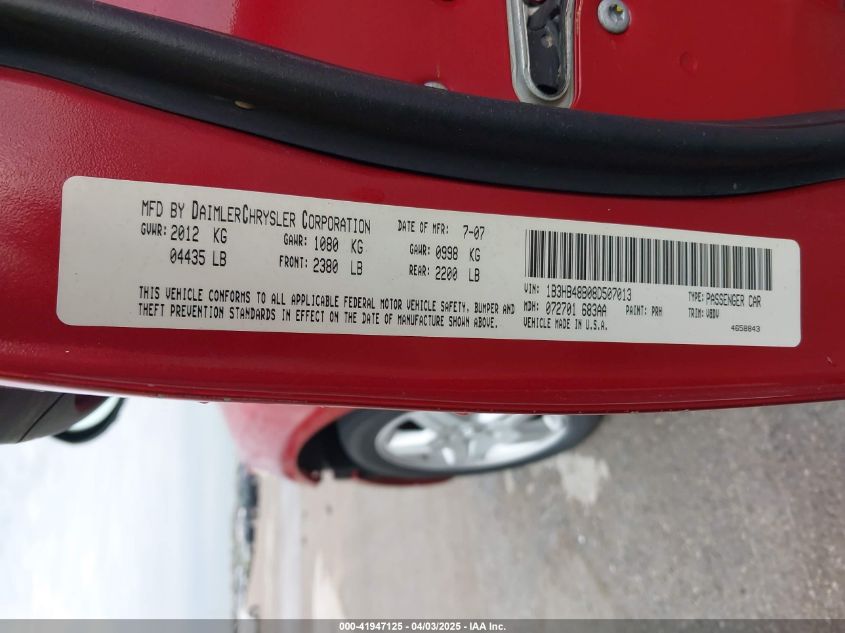 MFD BY DAIMLERCHRYSLER CORPORATION DATE OF MFR: 7-07
GVWR: 2012 KG GAWR: 1080 KG GAWR: 0998 KG
04435 LB FRONT: 2380 LB REAR: 2200 LB
THIS VEHICLE CONFORMS TO ALL APPLICABLE FEDERAL MOTOR VEHICLE SAFETY, BUMPER AND
THEFT PREVENTION STANDARDS IN EFFECT ON THE DATE OF MANUFACTURE SHOWN ABOVE.
VIN: 1B3HB48B08D507013 TYPE: PASSENGER CAR
MDH: 072701 683AA PAINT: PRH TRIM: V8DV
VEHICLE MADE IN U.S.A. 4658843
000-41947125 - 04/03/2025 - IAA Inc.